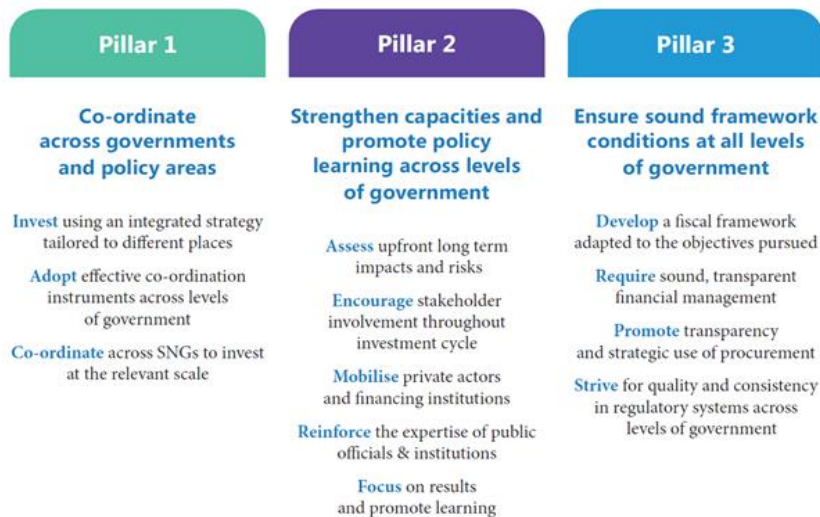 Pillar 1
Co-ordinate
across governments
and policy areas
Invest using an integrated strategy
tailored to different places
Adopt effective co-ordination
instruments across levels
of government
Co-ordinate across SNGs to invest
at the relevant scale
Pillar 2
Strengthen capacities and
promote policy
learning across levels
of government
Assess upfront long term
impacts and risks
Encourage stakeholder
involvement throughout
investment cycle
Mobilise private actors
and financing institutions
Reinforce the expertise of public
officials & institutions
Focus on results
and promote learning
Pillar 3
Ensure sound framework
conditions at all levels
of government
Develop a fiscal framework
adapted to the objectives pursued
Require sound, transparent
financial management
Promote transparency
and strategic use of procurement
Strive for quality and consistency
in regulatory systems across
levels of government